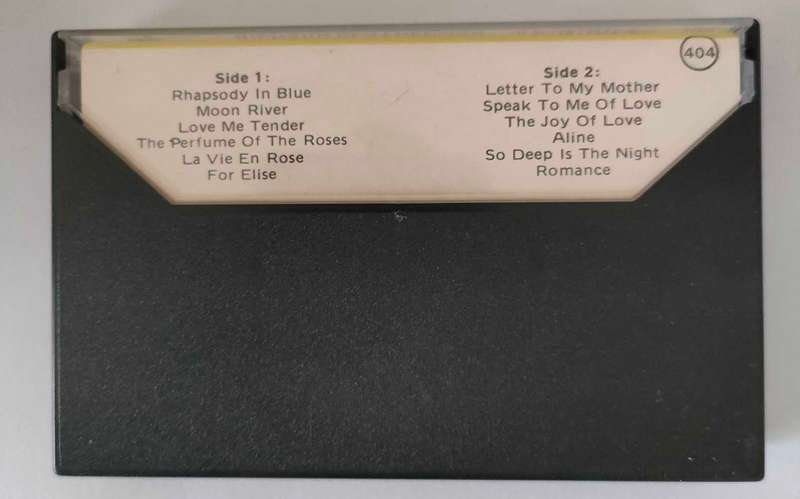 404
Side 1:
Rhapsody In Blue
Moon River
Love Me Tender
The Perfume Of The Roses
La Vie En Rose
For Elise
Side 2:
Letter To My Mother
Speak To Me Of Love
The Joy Of Love
Aline
So Deep Is The Night
Romance